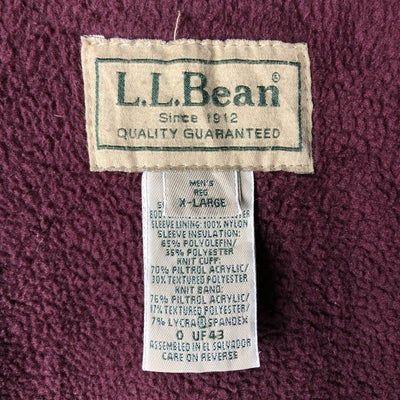 L.L.Bean®
Since 1912
QUALITY GUARANTEED
MEN'S
REG
X-LARGE
SLEEVE LINING: 100% NYLON
SLEEVE INSULATION:
65% POLYOLEFIN/
35% POLYESTER
KNIT CUFF:
70% PILTROL ACRYLIC/
30% TEXTURED POLYESTER
KNIT BAND:
76% PILTROL ACRYLIC/
17% TEXTURED POLYESTER/
7% LYCRA® SPANDEX
0 UF43
ASSEMBLED IN EL SALVADOR
CARE ON REVERSE